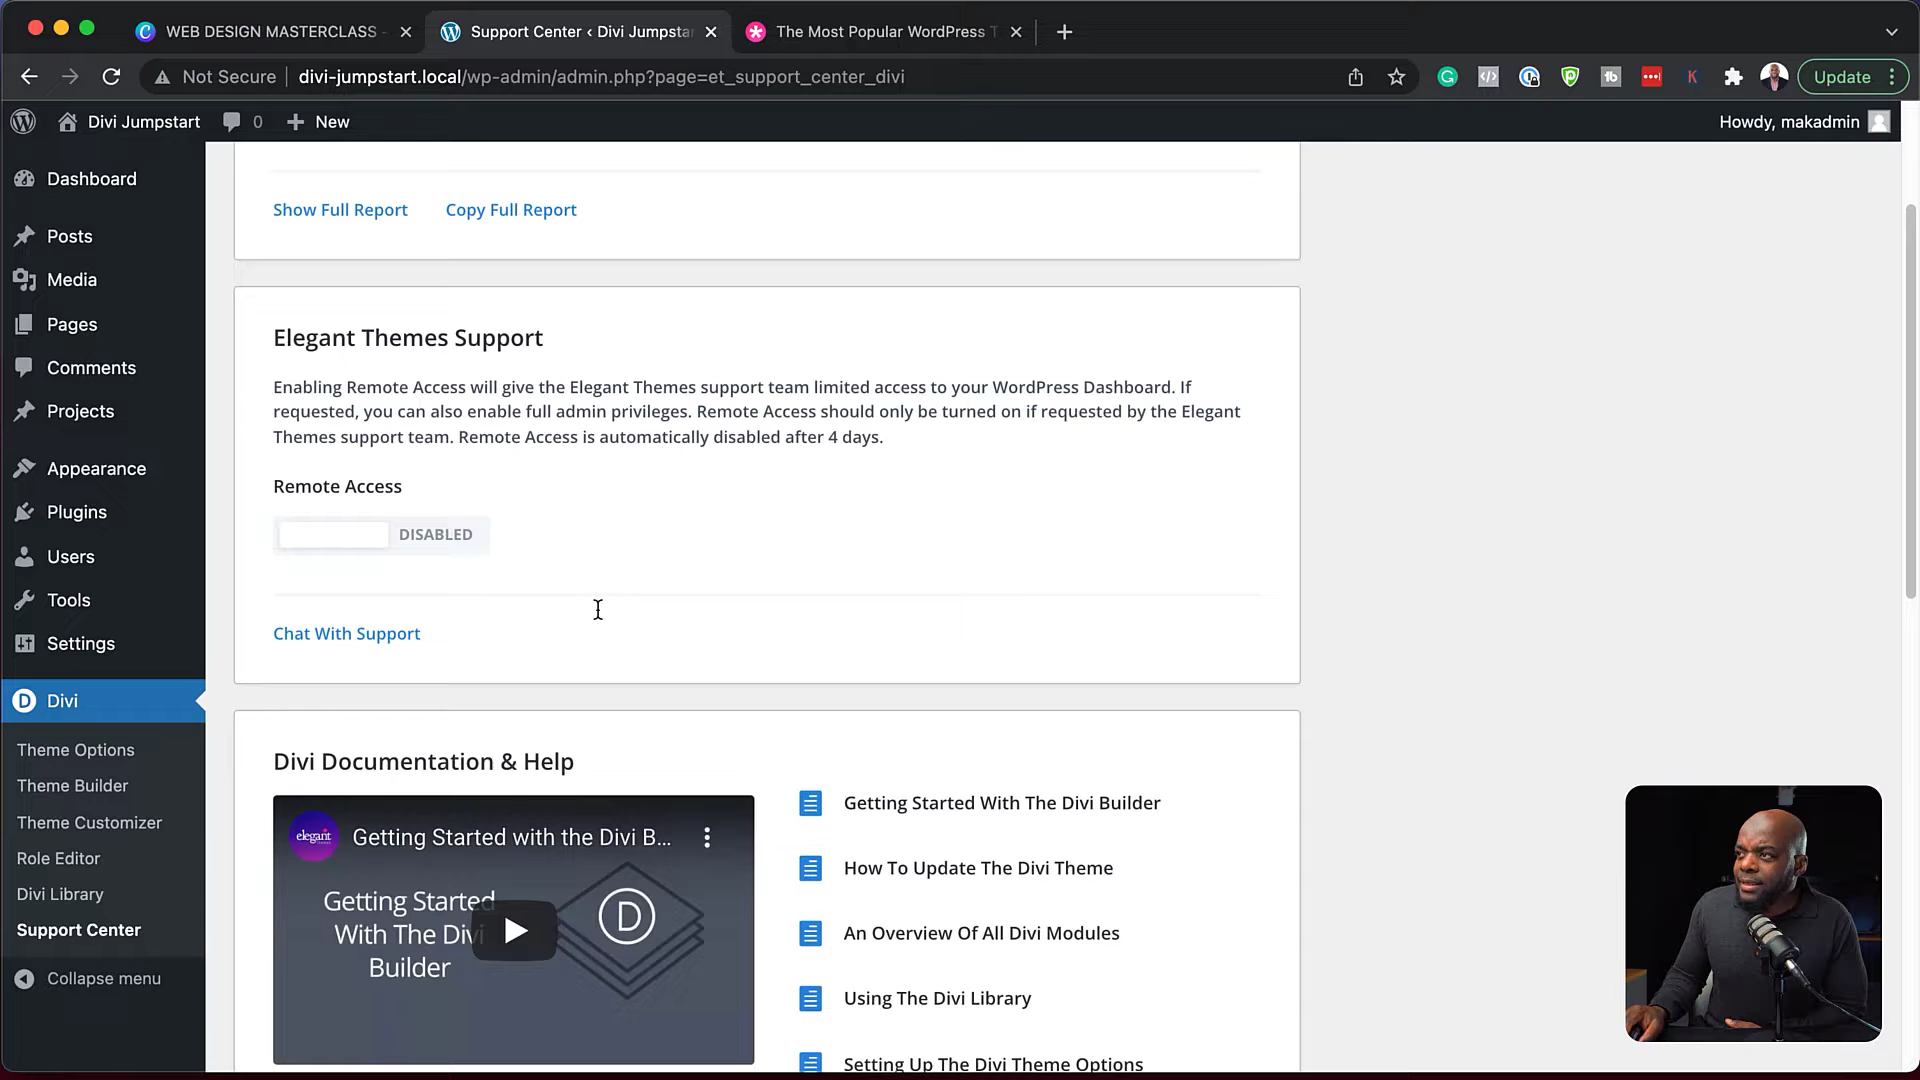 WEB DESIGN MASTERCLASS -
Support Center ‹ Divi Jumpsta
The Most Popular WordPress T
Not Secure
divi-jumpstart.local/wp-admin/admin.php?page=et_support_center_divi
Update
Divi Jumpstart
0
New
Howdy, makadmin
Dashboard
Posts
Media
Pages
Comments
Projects
Appearance
Plugins
Users
Tools
Settings
Divi
Theme Options
Theme Builder
Theme Customizer
Role Editor
Divi Library
Support Center
Collapse menu
Show Full Report
Copy Full Report
Elegant Themes Support
Enabling Remote Access will give the Elegant Themes support team limited access to your WordPress Dashboard. If
requested, you can also enable full admin privileges. Remote Access should only be turned on if requested by the Elegant
Themes support team. Remote Access is automatically disabled after 4 days.
Remote Access
DISABLED
Chat With Support
Divi Documentation & Help
elegant
Getting Started with the Divi B...
Getting Started
With The Divi
Builder
Getting Started With The Divi Builder
How To Update The Divi Theme
An Overview Of All Divi Modules
Using The Divi Library
Setting Up The Divi Theme Options